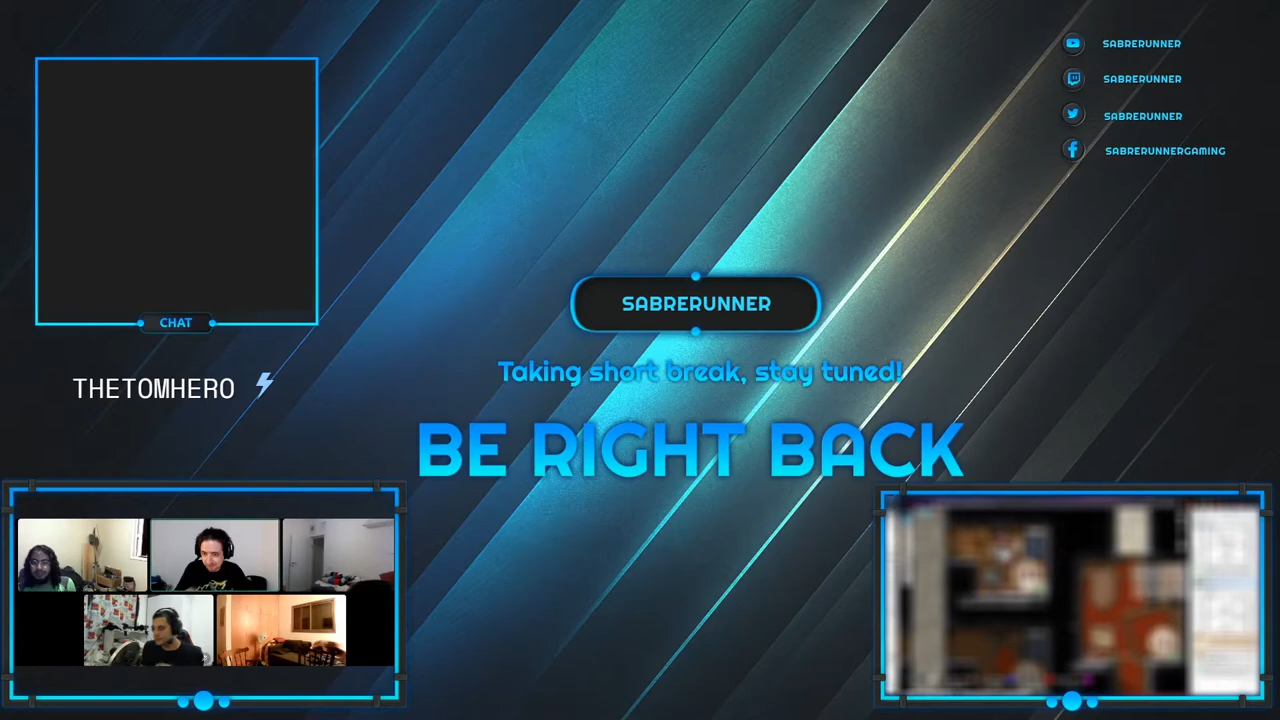 SABRERUNNER
SABRERUNNER
SABRERUNNER
SABRERUNNERGAMING
CHAT
THETOMHERO
SABRERUNNER
Taking short break, stay tuned!
BE RIGHT BACK